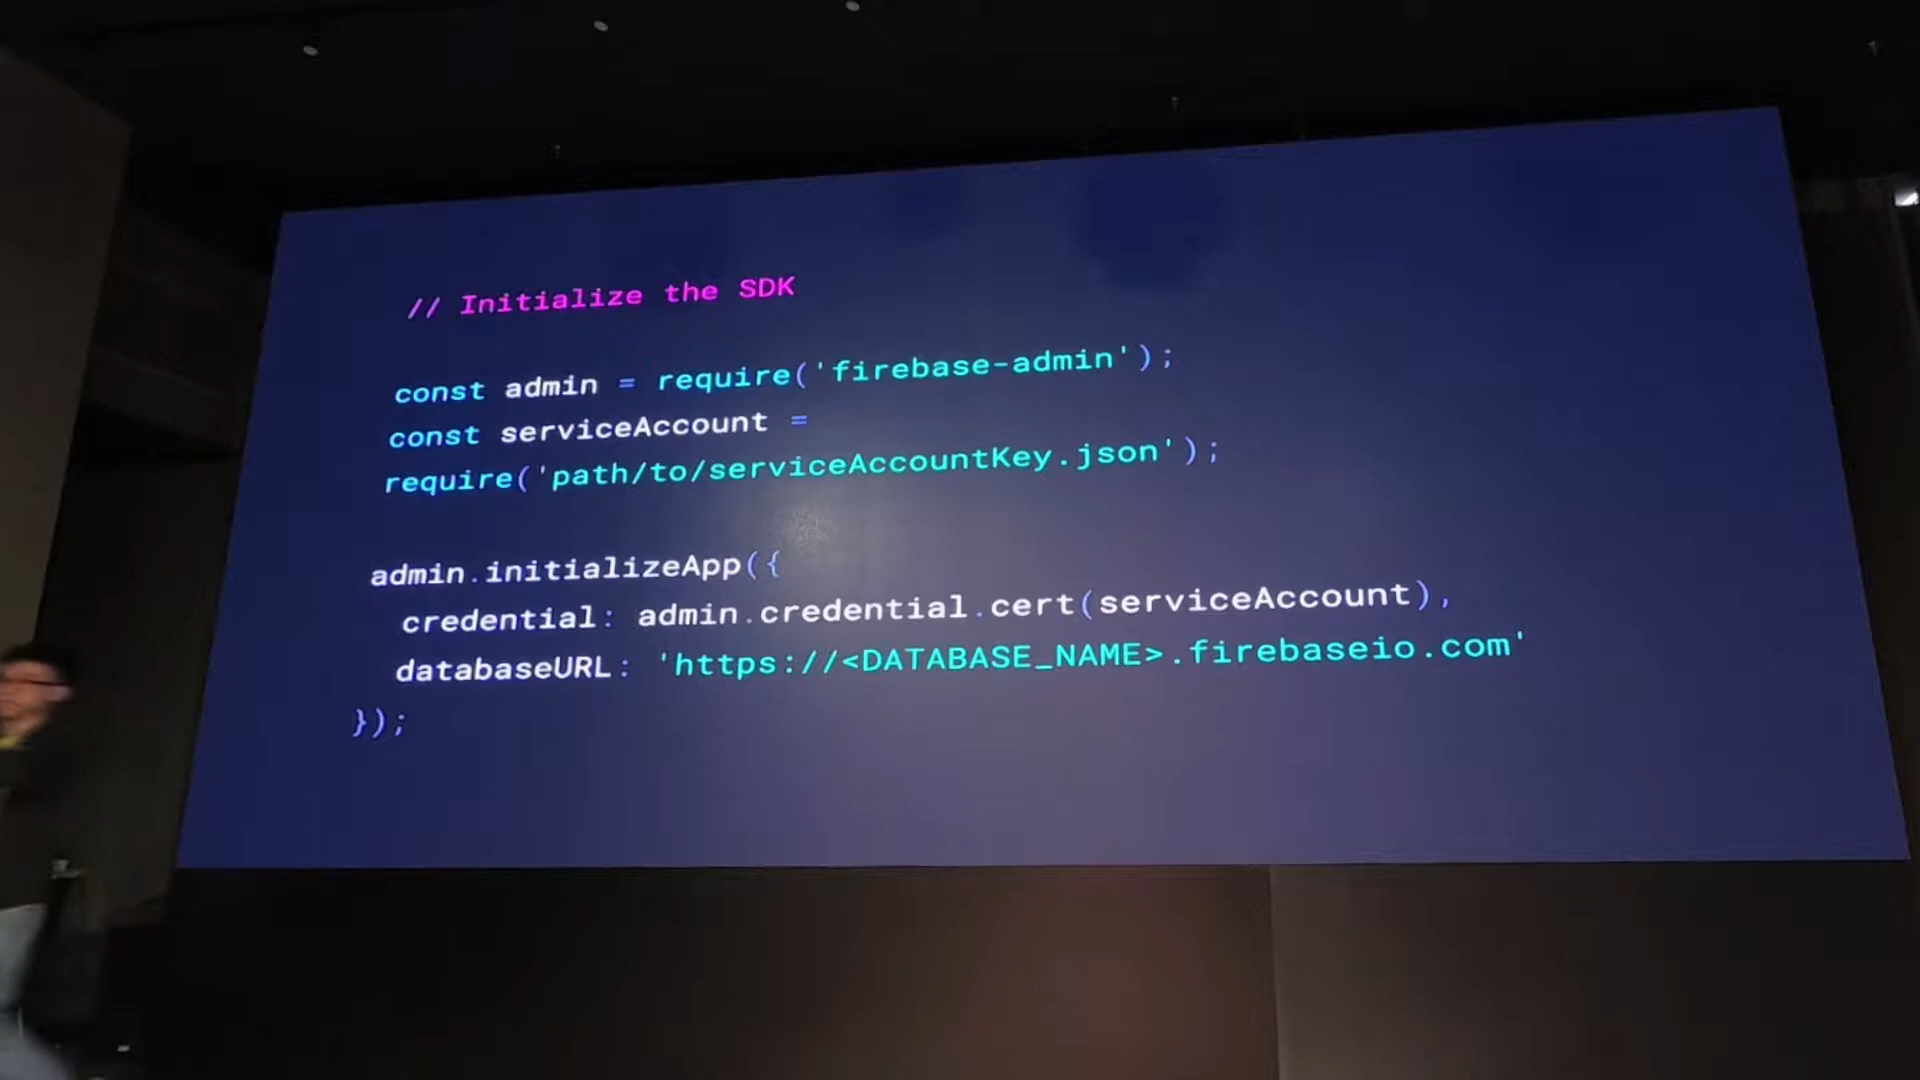 // Initialize the SDK
const admin = require('firebase-admin');
const serviceAccount =
require('path/to/serviceAccountKey.json');
admin.initializeApp({
credential: admin.credential.cert(serviceAccount),
databaseURL: 'https://<DATABASE_NAME>.firebaseio.com'
});